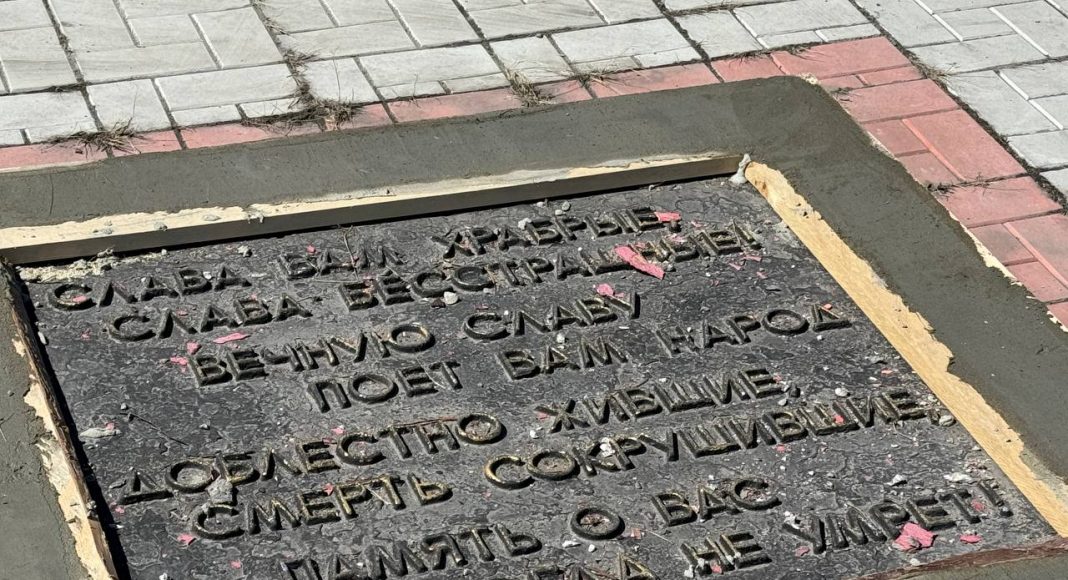 СЛАВА ВАМ ХРАБРЫЕ,
СЛАВА БЕССТРАШНЫЕ!
ВЕЧНУЮ СЛАВУ
ПОЕТ ВАМ НАРОД
ДОБЛЕСТНО ЖИВШИЕ,
СМЕРТЬ СОКРУШИВШИЕ,
ПАМЯТЬ О ВАС
НЕ УМРЕТ!